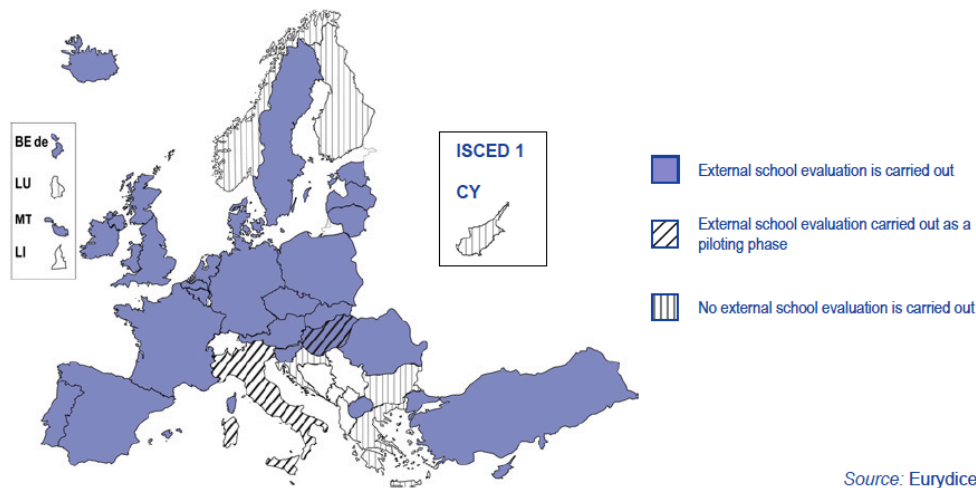 BE de
LU
MT
LI
ISCED 1
CY
External school evaluation is carried out
External school evaluation carried out as a
piloting phase
No external school evaluation is carried out
Source: Eurydice